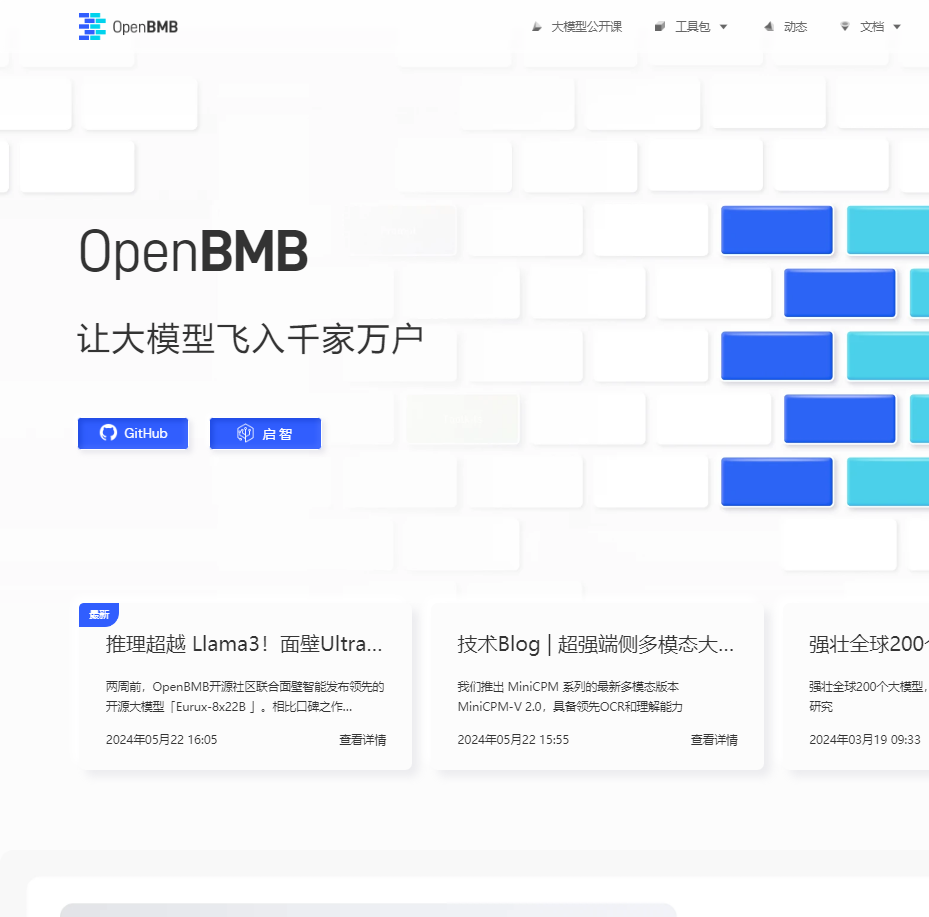 OpenBMB
大模型公开课
工具包
动态
文档
OpenBMB
让大模型飞入千家万户
GitHub
启智
最新
推理超越 Llama3！面壁Ultra...
两周前，OpenBMB开源社区联合面壁智能发布领先的
开源大模型「Eurux-8x22B 」。相比口碑之作...
2024年05月22 16:05
查看详情
技术Blog | 超强端侧多模态大...
我们推出 MiniCPM 系列的最新多模态版本
MiniCPM-V 2.0，具备领先OCR和理解能力
2024年05月22 15:55
查看详情
强壮全球200
强壮全球200个大模型，
研究
2024年03月19 09:33